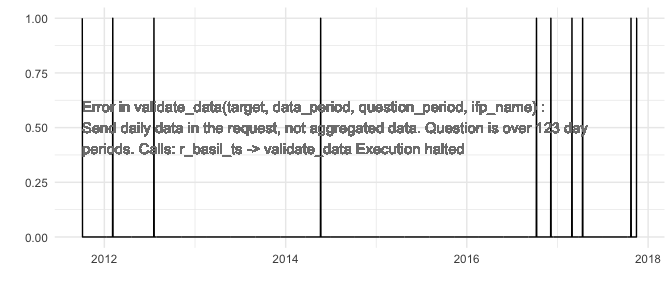 1.00
0.75
Error in validate_data(target, data_period, question_period, ifp_name) :
0.50
Send daily data in the request, not aggregated data. Question is over 123 day
periods. Calls: r_basil_ts -> validate_data Execution halted
0.25
0.00
2012 2014 2016 2018